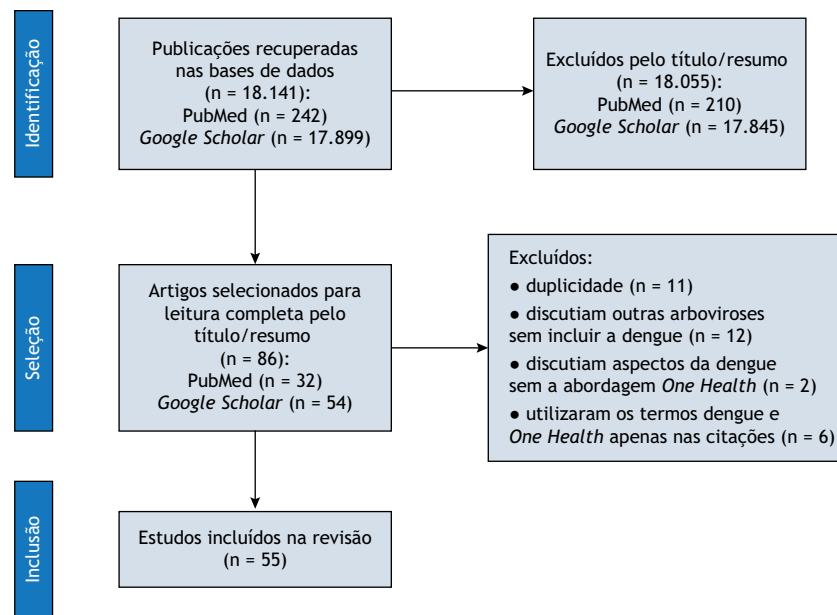 Identificação
Publicações recuperadas
nas bases de dados
(n = 18.141):
PubMed (n = 242)
Google Scholar (n = 17.899)
Excluídos pelo título/resumo
(n = 18.055):
PubMed (n = 210)
Google Scholar (n = 17.845)
Seleção
Artigos selecionados para
leitura completa pelo
título/resumo
(n = 86):
PubMed (n = 32)
Google Scholar (n = 54)
Excluídos:
● duplicidade (n = 11)
● discutiam outras arboviroses
sem incluir a dengue (n = 12)
● discutiam aspectos da dengue
sem a abordagem One Health (n = 2)
● utilizaram os termos dengue e
One Health apenas nas citações (n = 6)
Inclusão
Estudos incluídos na revisão
(n = 55)